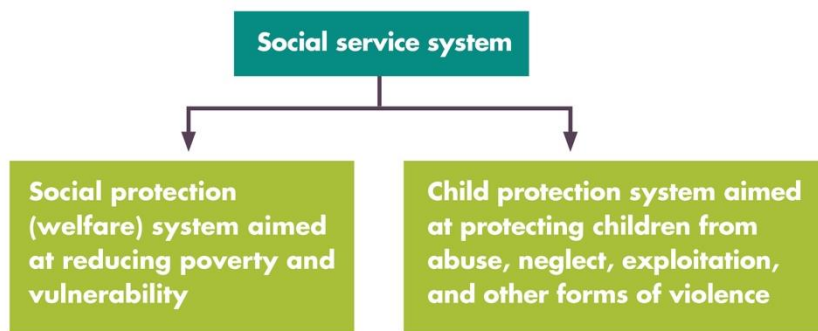 Social service system
Social protection
(welfare) system aimed
at reducing poverty and
vulnerability
Child protection system aimed
at protecting children from
abuse, neglect, exploitation,
and other forms of violence